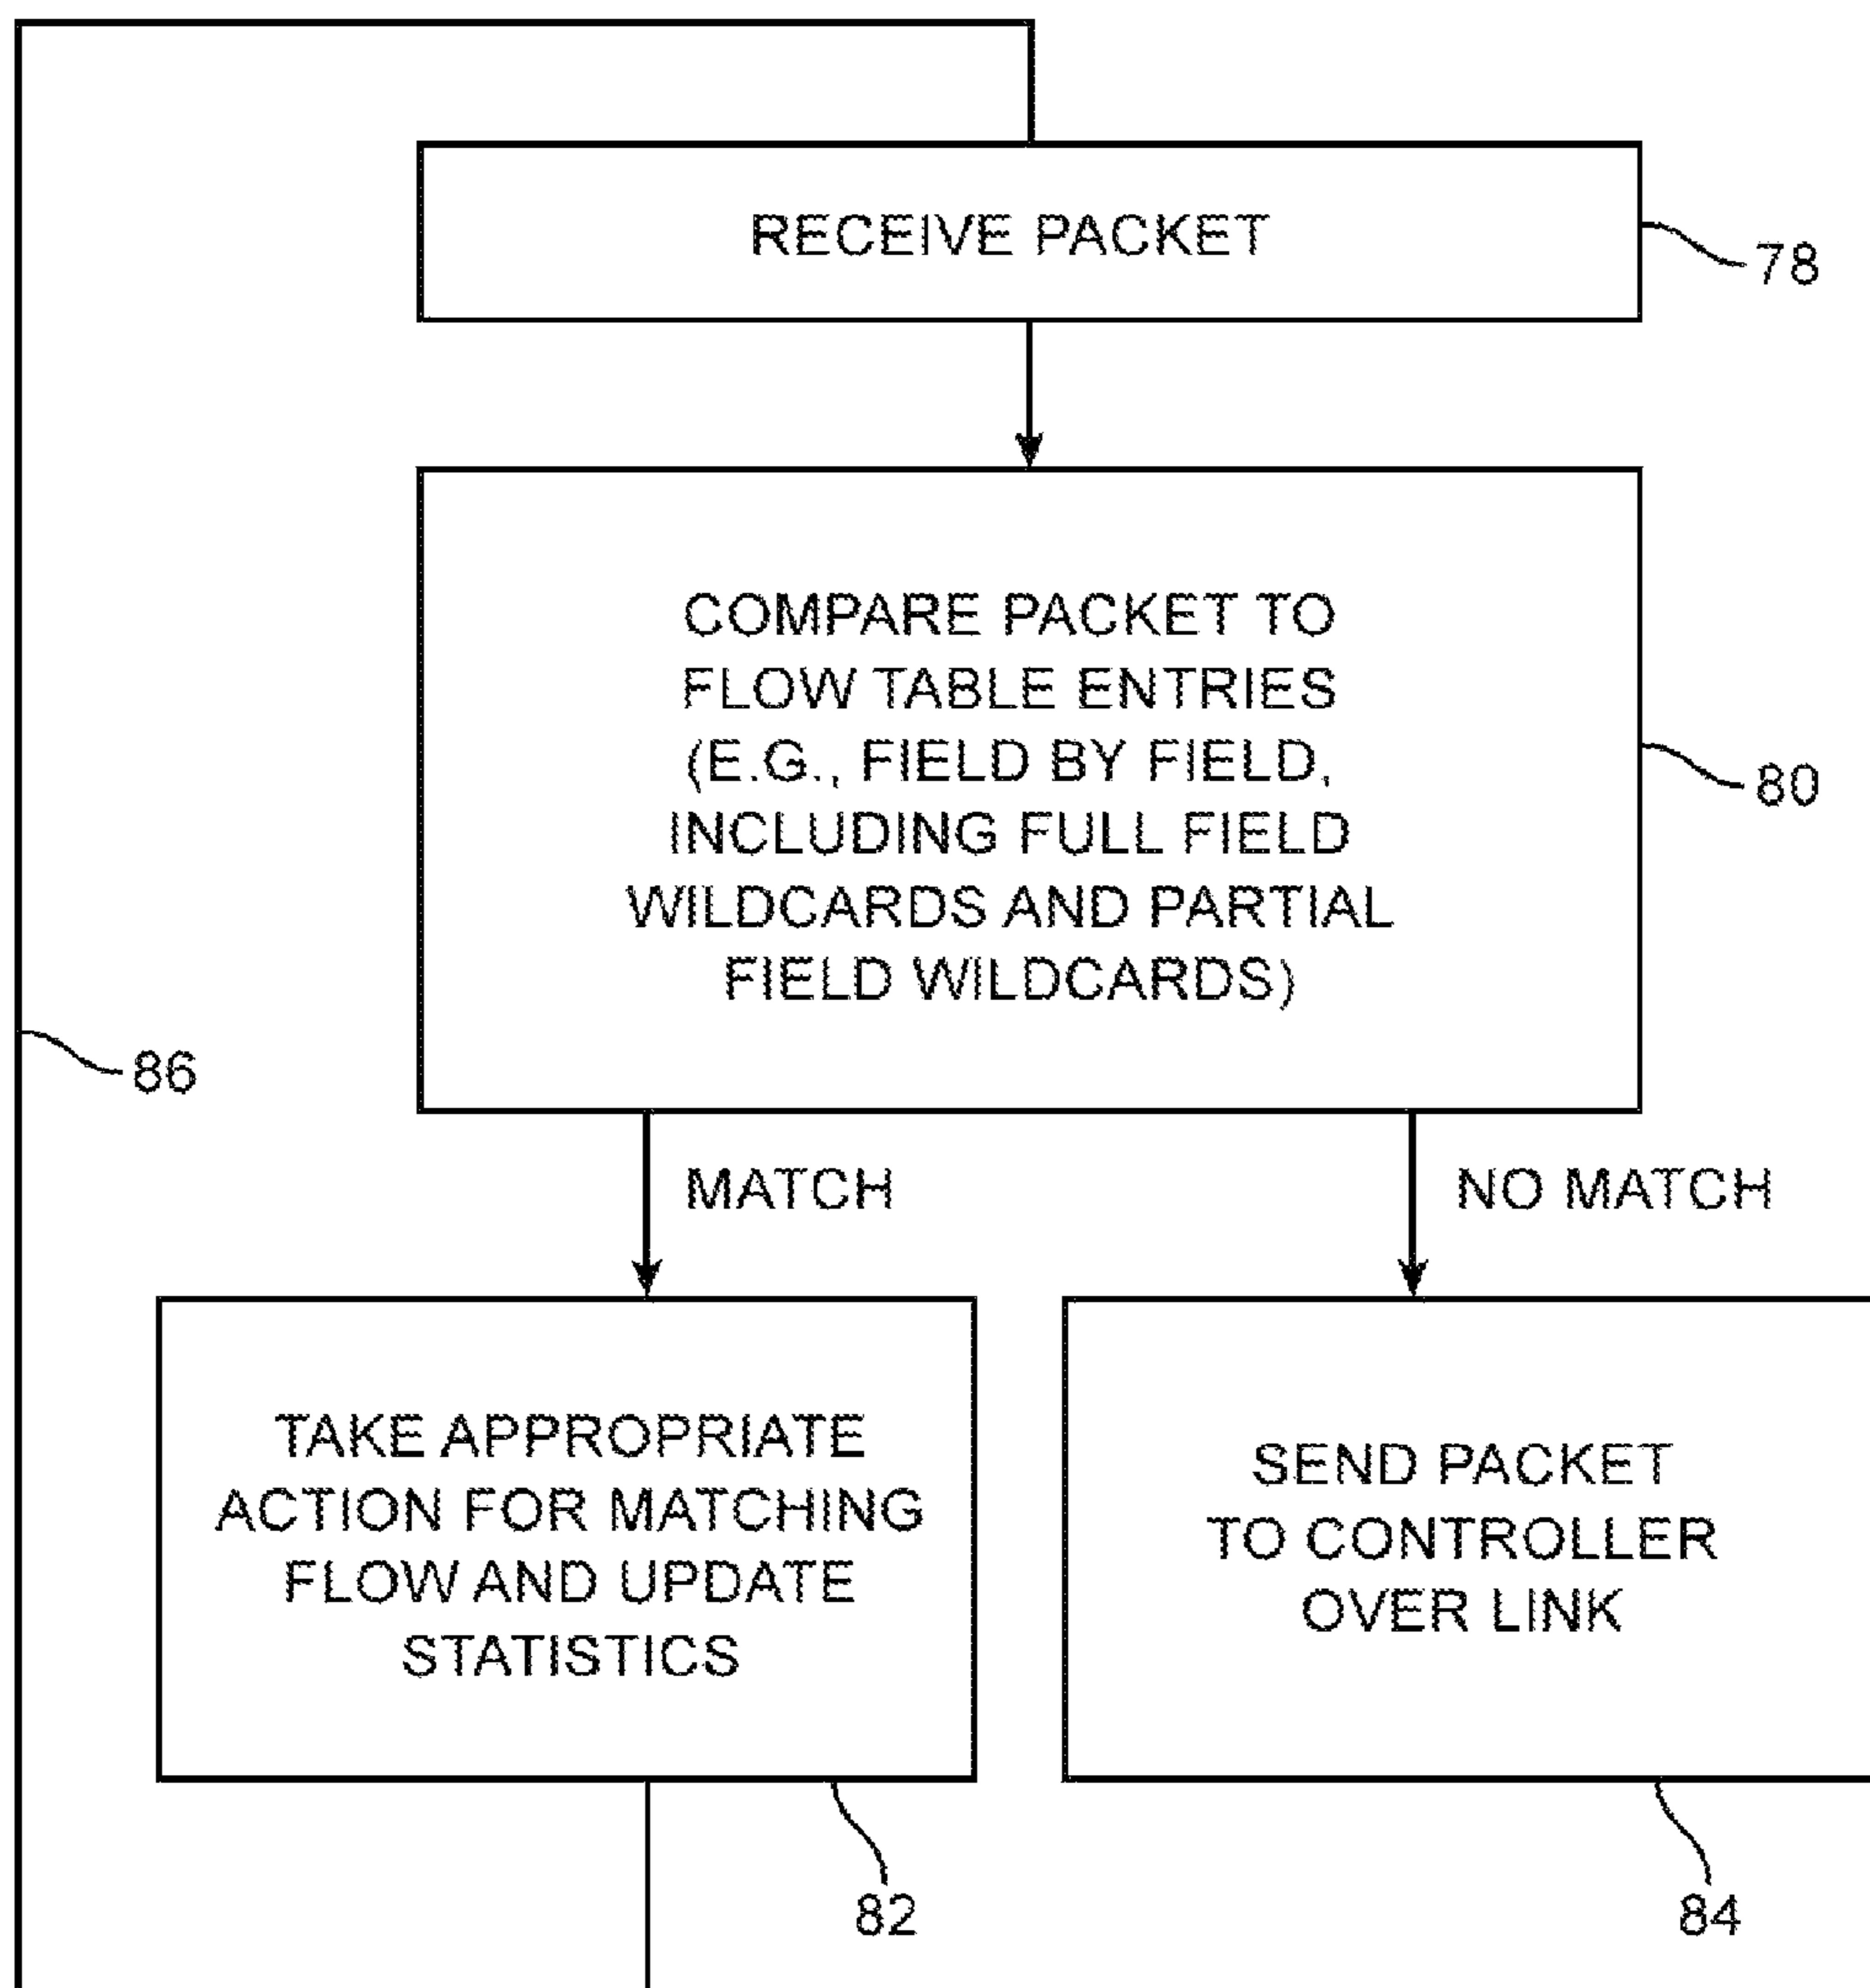 RECEIVE PACKET
78
COMPARE PACKET TO
FLOW TABLE ENTRIES
(E.G., FIELD BY FIELD,
INCLUDING FULL FIELD
WILDCARDS AND PARTIAL
FIELD WILDCARDS)
80
86
MATCH
NO MATCH
TAKE APPROPRIATE
ACTION FOR MATCHING
FLOW AND UPDATE
STATISTICS
82
SEND PACKET
TO CONTROLLER
OVER LINK
84